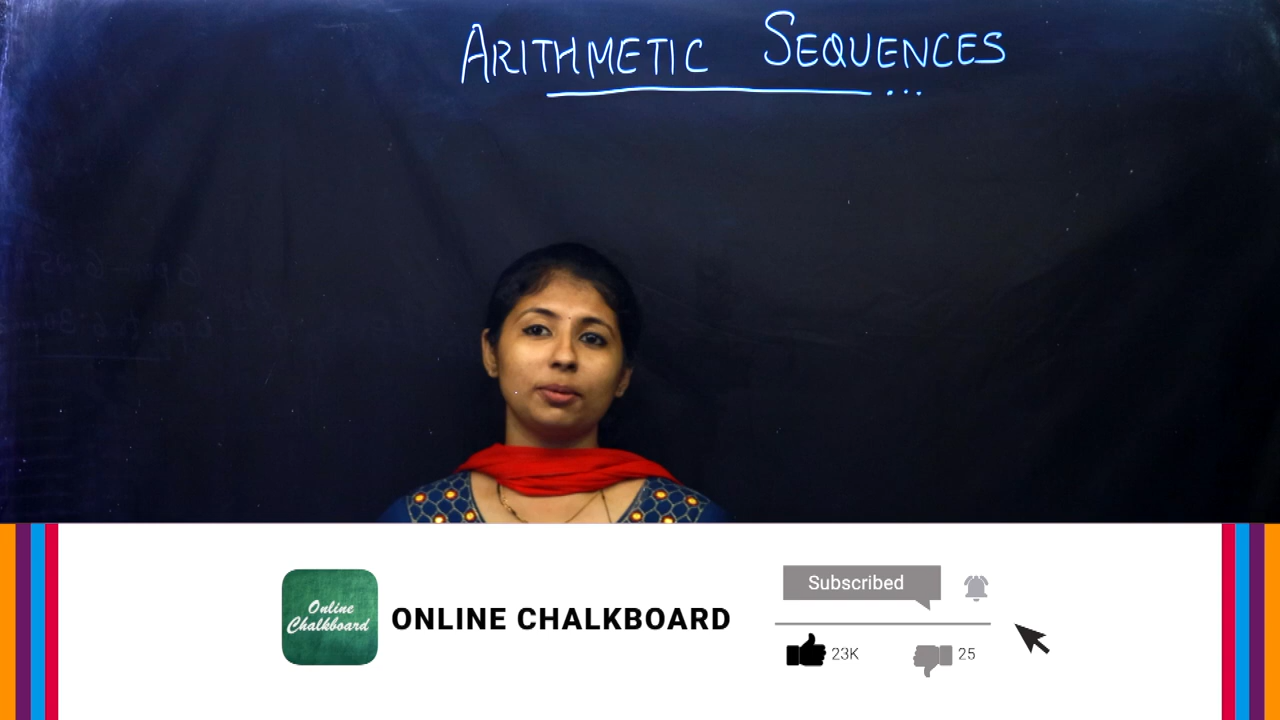 ARITHMETIC SEQUENCES
...
Online
Chalkboard
ONLINE CHALKBOARD
Subscribed
23K
25